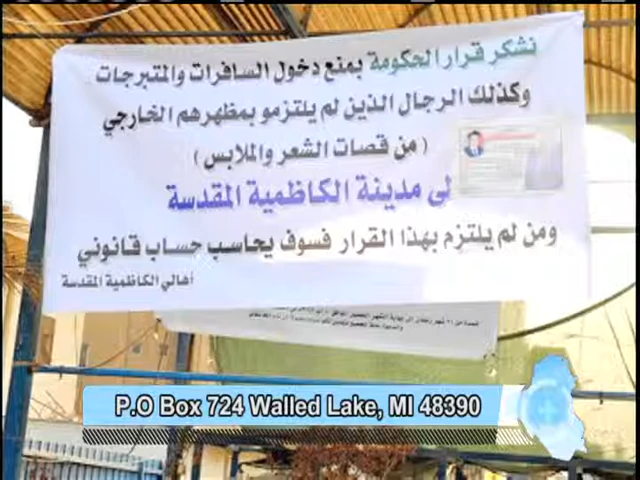 نشكر قرار الحكومة بمنع دخول السافرات والمتبرجات
وكذلك الرجال الذين لم يلتزمو بمظهرهم الخارجي
( من قصات الشعر والملابس )
لى مدينة الكاظمية المقدسة
ومن لم يلتزم بهذا القرار فسوف يحاسب حساب قانوني
أهالي الكاظمية المقدسة
P.O Box 724 Walled Lake, MI 48390